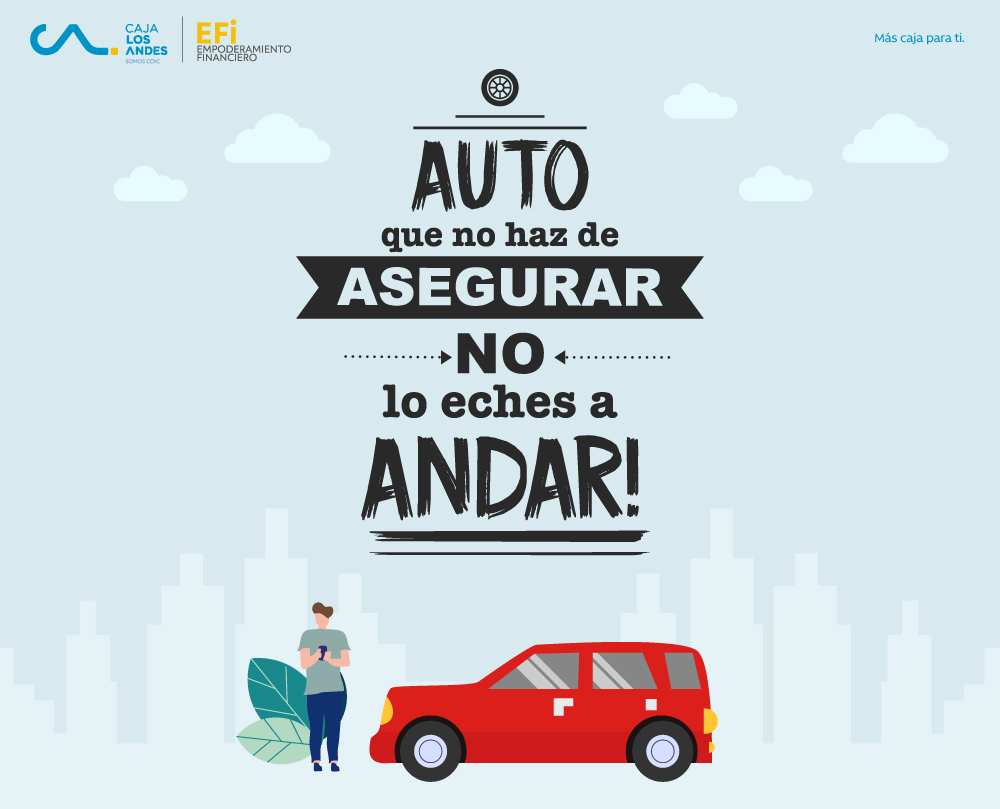 CAJA
LOS
ANDES
SOMOS CCHC
EFi
EMPODERAMIENTO
FINANCIERO
Más caja para ti.
AUTO
que no haz de
ASEGURAR
NO
lo eches a
ANDAR!